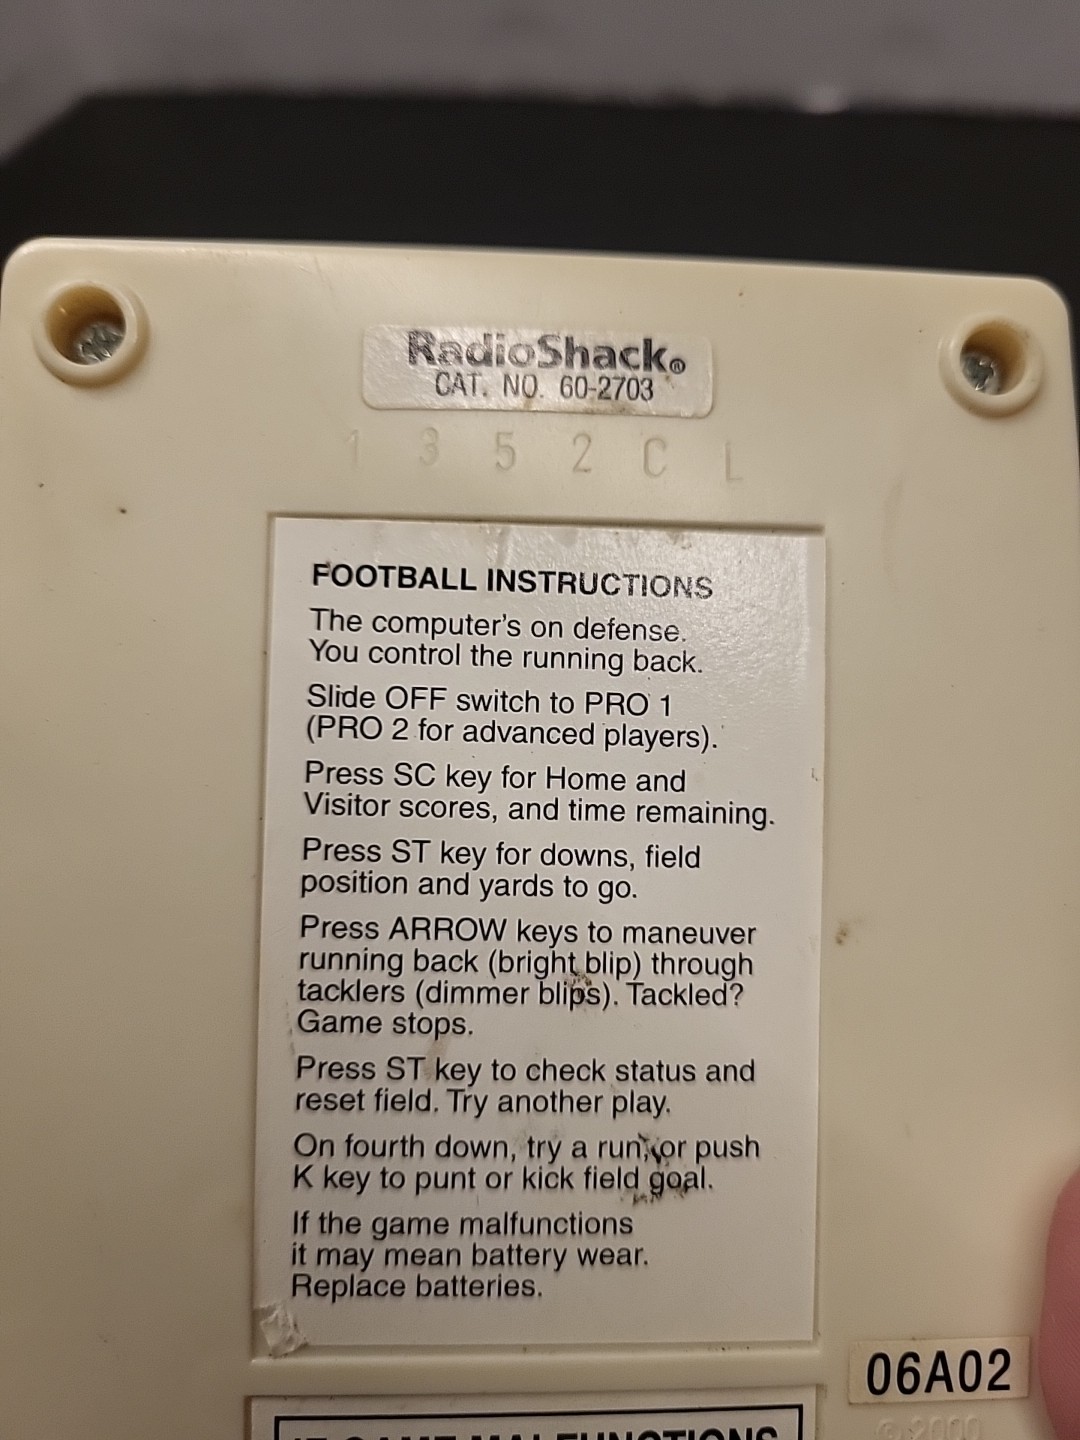 RadioShack®
CAT. NO. 60-2703
1 3 5 2 C L
FOOTBALL INSTRUCTIONS
The computer's on defense.
You control the running back.
Slide OFF switch to PRO 1
(PRO 2 for advanced players).
Press SC key for Home and
Visitor scores, and time remaining.
Press ST key for downs, field
position and yards to go.
Press ARROW keys to maneuver
running back (bright blip) through
tacklers (dimmer blips). Tackled?
Game stops.
Press ST key to check status and
reset field. Try another play.
On fourth down, try a run, or push
K key to punt or kick field goal.
If the game malfunctions
it may mean battery wear.
Replace batteries.
06A02
© 2000
IF GAME MALFUNCTIONS